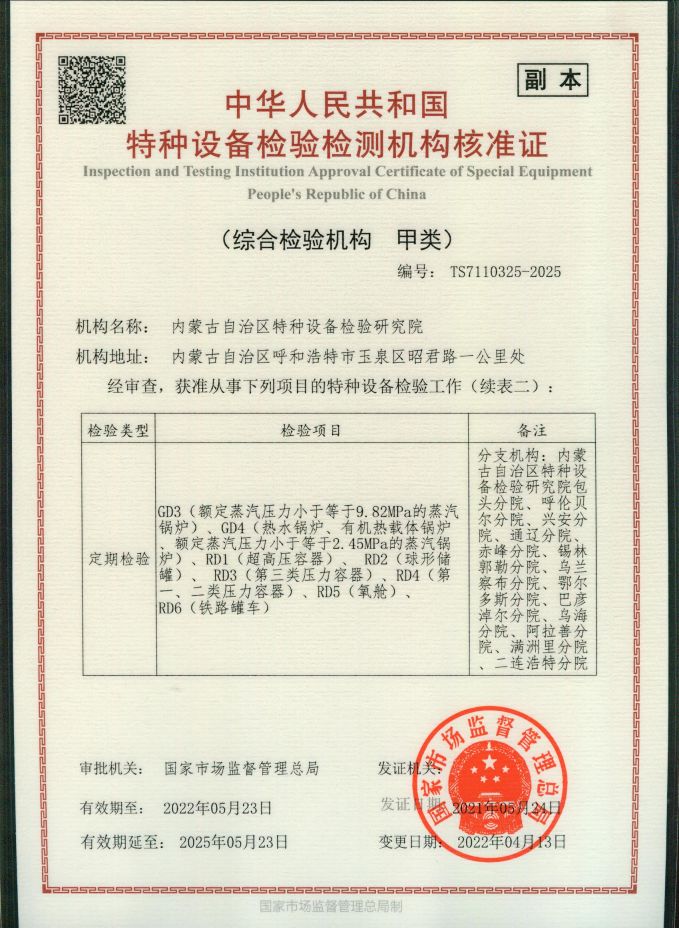 副 本
中华人民共和国
特种设备检验检测机构核准证
Inspection and Testing Institution Approval Certificate of Special Equipment
People's Republic of China
（综合检验机构 甲类）
编号： TS7110325-2025
机构名称： 内蒙古自治区特种设备检验研究院
机构地址： 内蒙古自治区呼和浩特市玉泉区昭君路一公里处
经审查，获准从事下列项目的特种设备检验工作（续表二）：
检验类型 检验项目 备注
定期检验
GD3（额定蒸汽压力小于等于9.82MPa的蒸汽
锅炉）、GD4（热水锅炉、有机热载体锅炉
、额定蒸汽压力小于等于2.45MPa的蒸汽锅
炉）、RD1（超高压容器）、 RD2（球形储
罐）、 RD3（第三类压力容器）、RD4（第
一、二类压力容器）、RD5（氧舱）、
RD6（铁路罐车）
分支机构：内蒙
古自治区特种设
备检验研究院包
头分院、呼伦贝
尔分院、兴安分
院、通辽分院、
赤峰分院、锡林
郭勒分院、乌兰
察布分院、鄂尔
多斯分院、巴彦
淖尔分院、乌海
分院、阿拉善分
院、满洲里分院
、二连浩特分院
审批机关： 国家市场监督管理总局
发证机关：
有效期至： 2022年05月23日
发证日期： 2021年05月24日
有效期延至： 2025年05月23日
变更日期： 2022年04月13日
国家市场监督管理总局
国家市场监督管理总局制